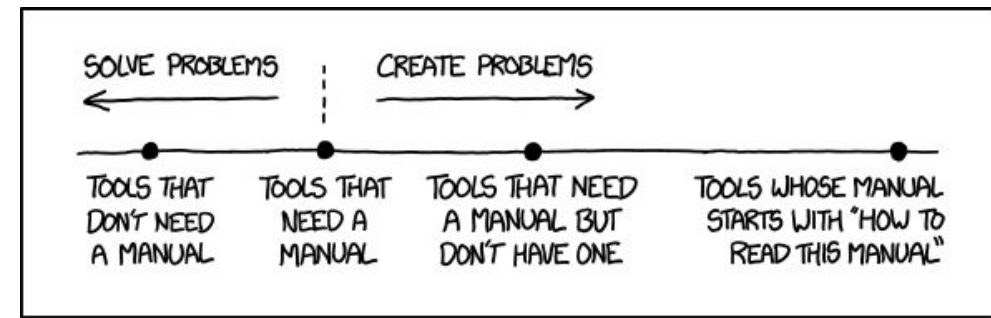 SOLVE PROBLEMS
CREATE PROBLEMS
TOOLS THAT
DON'T NEED
A MANUAL
TOOLS THAT
NEED A
MANUAL
TOOLS THAT NEED
A MANUAL BUT
DON'T HAVE ONE
TOOLS WHOSE MANUAL
STARTS WITH "HOW TO
READ THIS MANUAL"